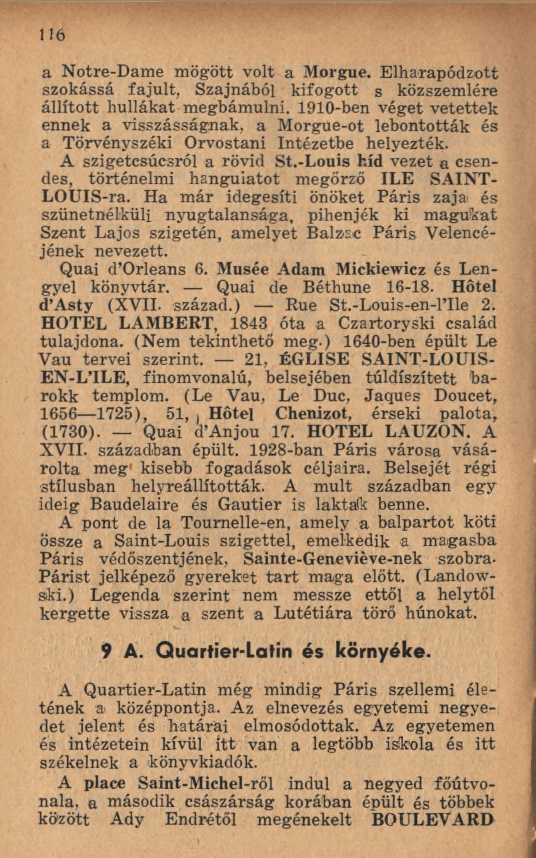 116
a Notre-Dame mögött volt a Morgue. Elharapódzott
szokássá fajult, Szajnából kifogott s közszemlére
állított hullákat megbámulni. 1910-ben véget vetettek
ennek a visszásságnak, a Morgue-ot lebontották és
a Törvényszéki Orvostani Intézetbe helyezték.
A szigetcsúcsról a rövid St.-Louis híd vezet a csen-
des, történelmi hangulatot megőrző ILE SAINT-
LOUIS-ra. Ha már idegesíti önöket Páris zaja és
szünetnélküli nyugtalansága, pihenjék ki magukat
Szent Lajos szigetén, amelyet Balzac Páris Velencé-
jének nevezett.
Quai d'Orleans 6. Musée Adam Mickiewicz és Len-
gyel könyvtár. — Quai de Béthune 16-18. Hôtel
d'Asty (XVII. század.) — Rue St.-Louis-en-l'Ile 2.
HOTEL LAMBERT, 1843 óta a Czartoryski család
tulajdona. (Nem tekinthető meg.) 1640-ben épült Le
Vau tervei szerint. — 21, ÉGLISE SAINT-LOUIS-
EN-L'ILE, finomvonalú, belsejében túldíszített ba-
rokk templom. (Le Vau, Le Duc, Jaques Doucet,
1656—1725), 51, Hôtel Chenizot, érseki palota,
(1730). — Quai d'Anjou 17. HOTEL LAUZON. A
XVII. században épült. 1928-ban Páris városa vásá-
rolta meg kisebb fogadások céljaira. Belsejét régi
stílusban helyreállították. A mult században egy
ideig Baudelaire és Gautier is laktak benne.
A pont de la Tournelle-en, amely a balpartot köti
össze a Saint-Louis szigettel, emelkedik a magasba
Páris védőszentjének, Sainte-Geneviève-nek szobra.
Párist jelképező gyereket tart maga előtt. (Landow-
ski.) Legenda szerint nem messze ettől a helytől
kergette vissza a szent a Lutétiára törő húnokat.
9 A. Quartier-Latin és környéke.
A Quartier-Latin még mindig Páris szellemi éle-
tének a középpontja. Az elnevezés egyetemi negye-
det jelent és határai elmosódottak. Az egyetemen
és intézetein kívül itt van a legtöbb iskola és itt
székelnek a könyvkiadók.
A place Saint-Michel-ről indul a negyed főútvo-
nala, a második császárság korában épült és többek
között Ady Endrétől megénekelt BOULEVARD